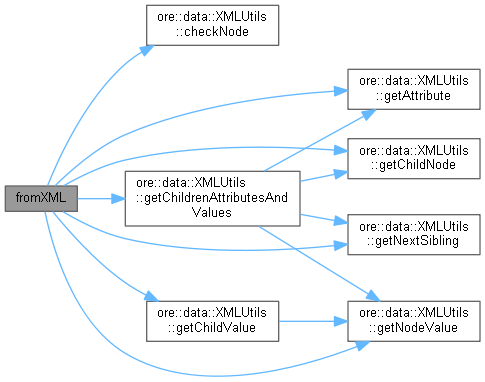 ore::data::XMLUtils
::checkNode
ore::data::XMLUtils
::getAttribute
ore::data::XMLUtils
::getChildNode
fromXML
ore::data::XMLUtils
::getChildrenAttributesAnd
Values
ore::data::XMLUtils
::getNextSibling
ore::data::XMLUtils
::getChildValue
ore::data::XMLUtils
::getNodeValue